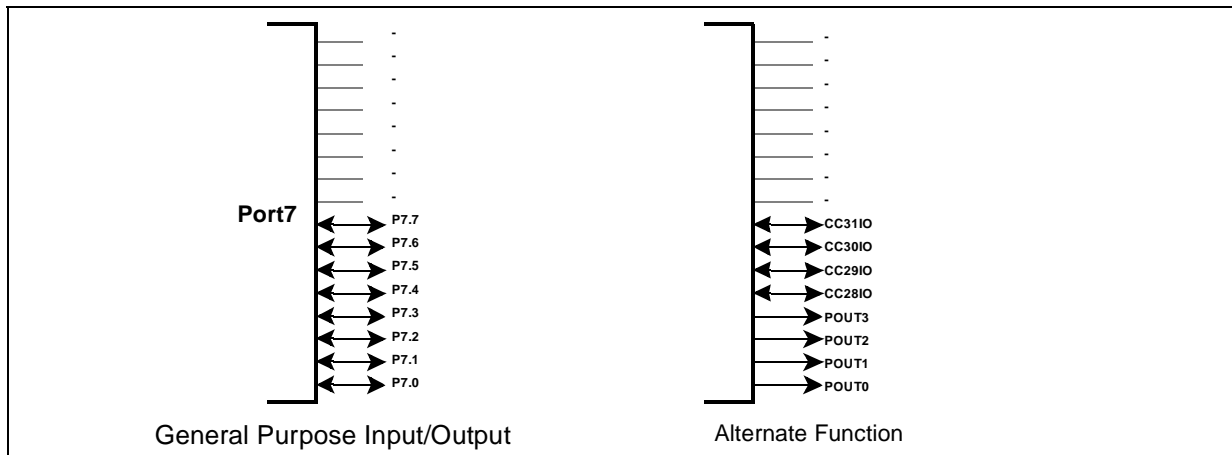 -
-
-
-
-
-
-
-
Port7
P7.7
P7.6
P7.5
P7.4
P7.3
P7.2
P7.1
P7.0
General Purpose Input/Output
-
-
-
-
-
-
-
-
CC31IO
CC30IO
CC29IO
CC28IO
POUT3
POUT2
POUT1
POUT0
Alternate Function